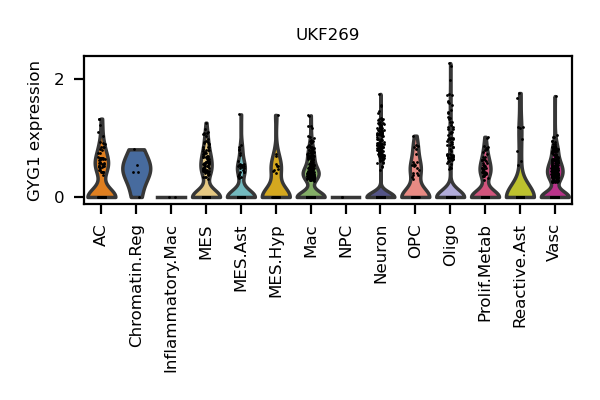 UKF269
GYG1 expression
2
0
AC
Chromatin.Reg
Inflammatory.Mac
MES
MES.Ast
MES.Hyp
Mac
NPC
Neuron
OPC
Oligo
Prolif.Metab
Reactive.Ast
Vasc